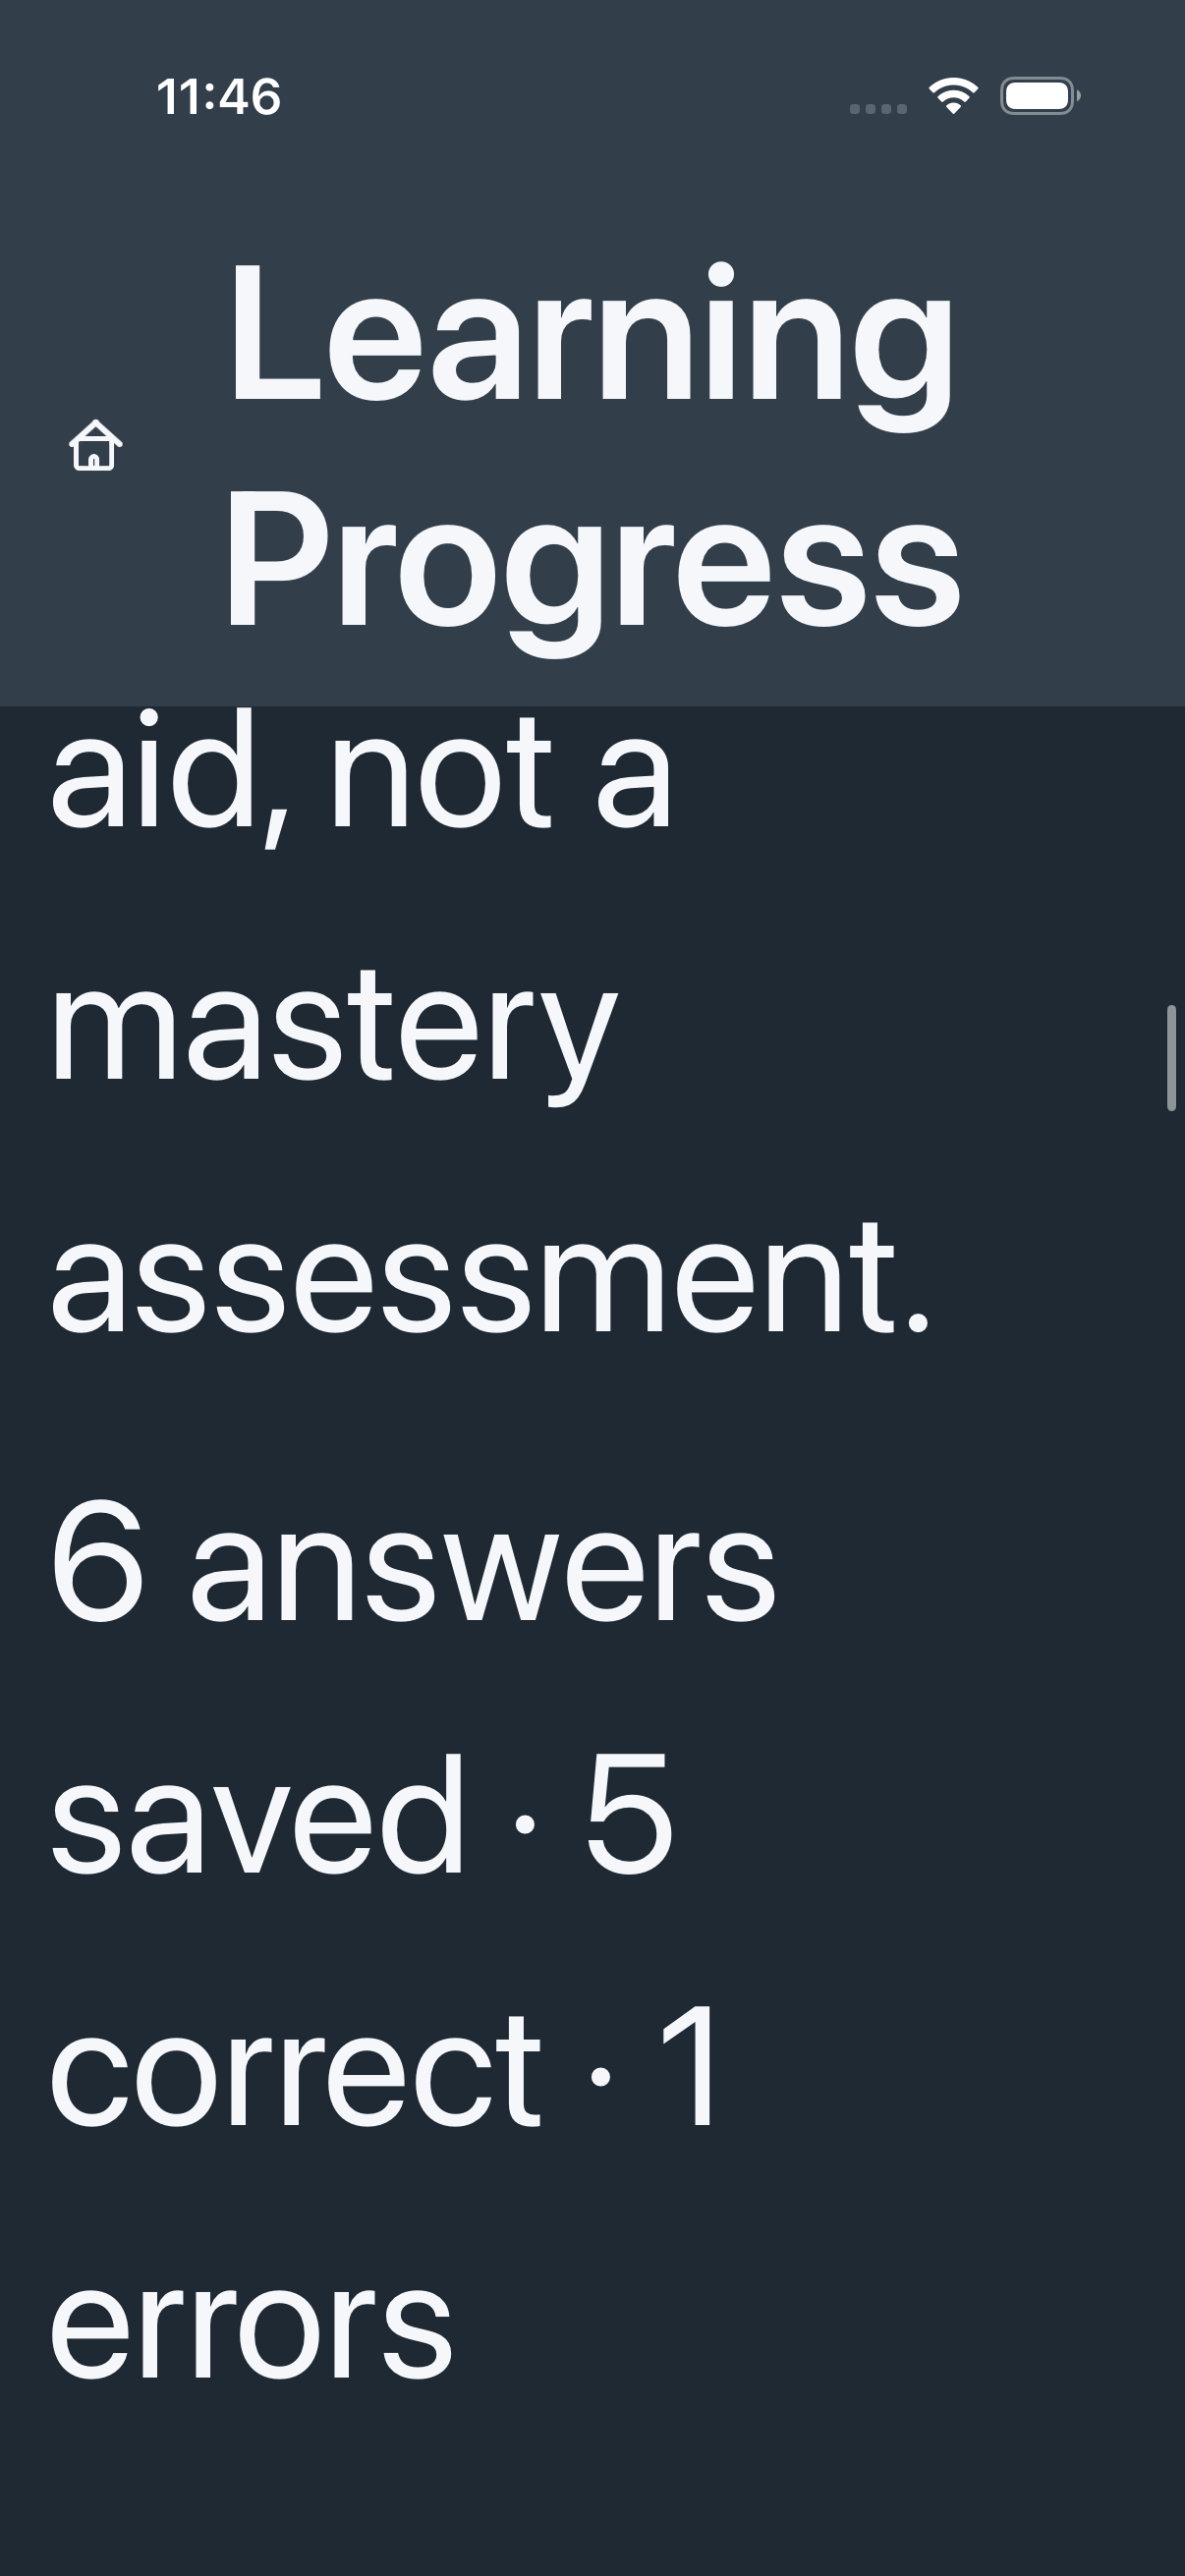 11:46
Learning
Progress
aid, not a
mastery
assessment.
6 answers
saved · 5
correct · 1
errors